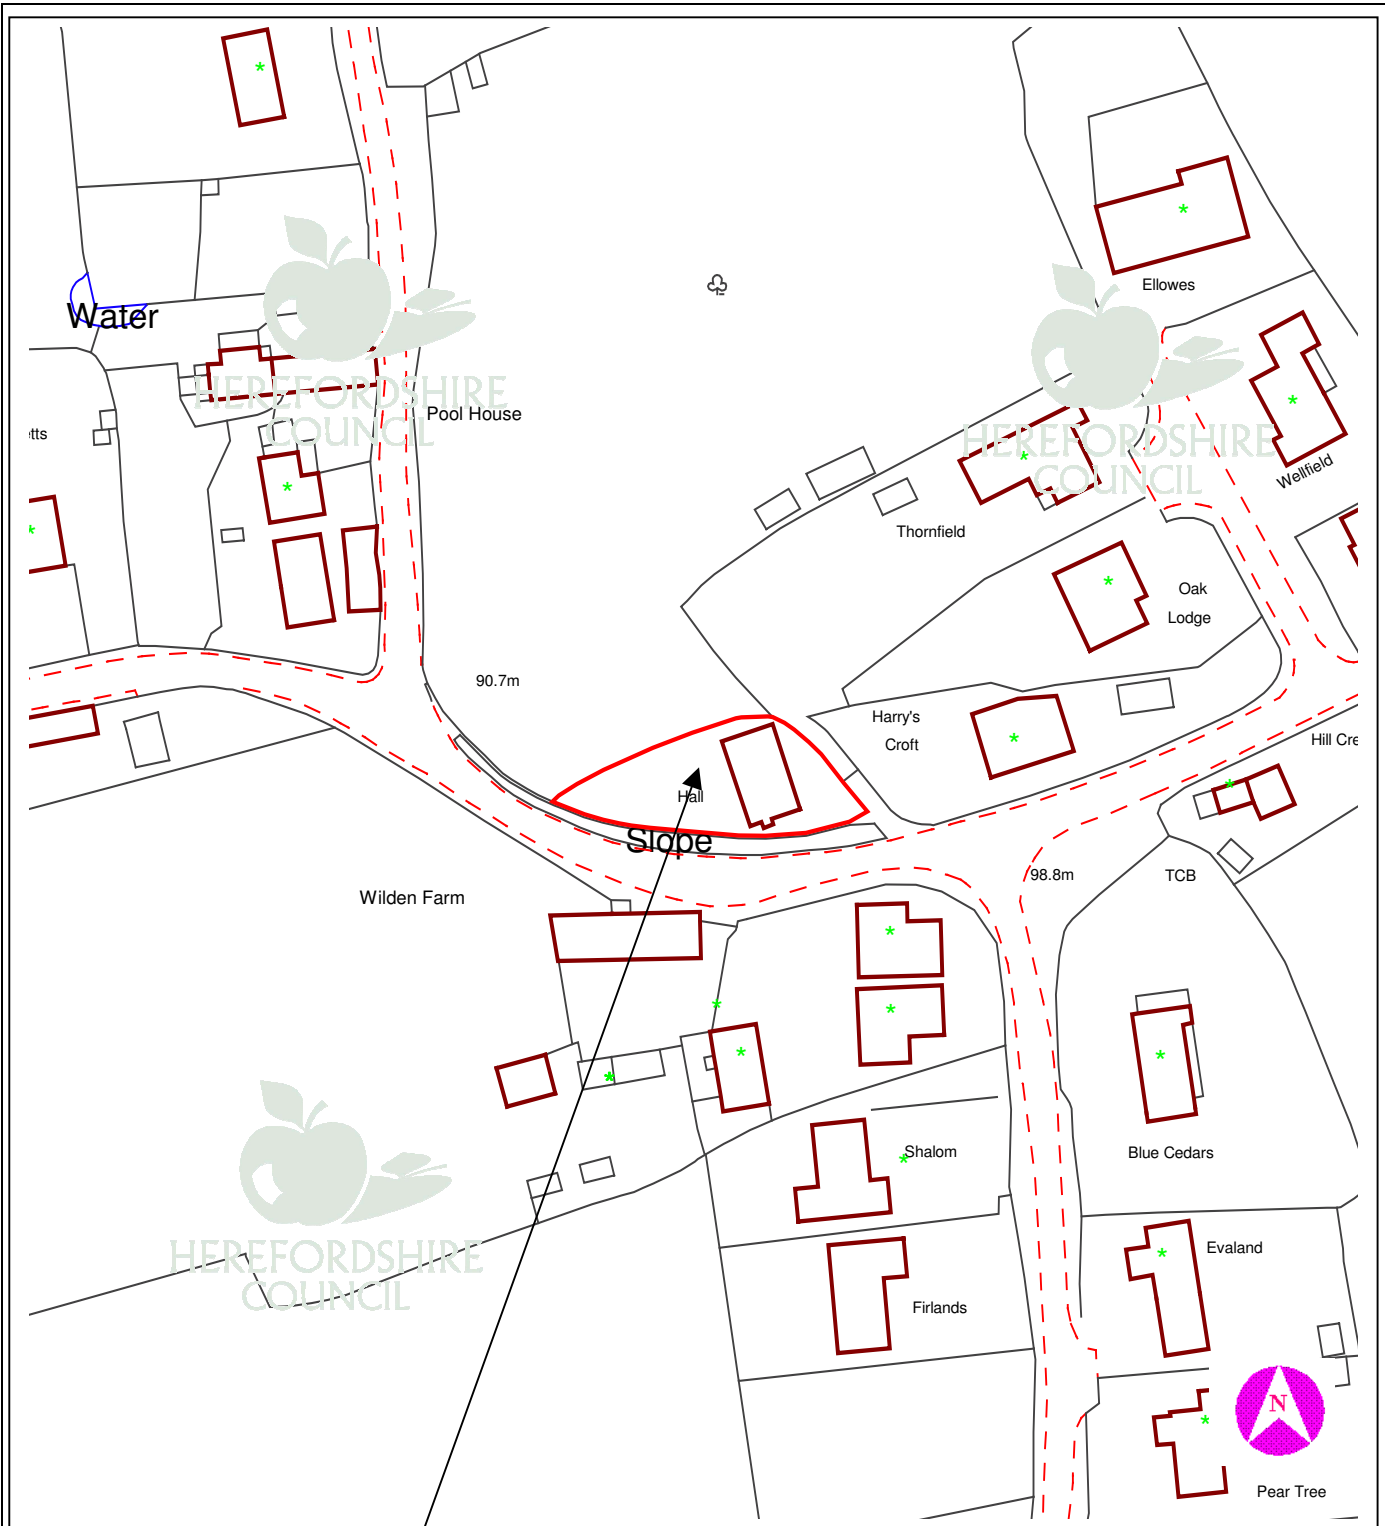 Ellowes
Water
HEREFORDSHIRE
COUNCIL
Pool House
HEREFORDSHIRE
COUNCIL
Wellfield
etts
Thornfield
Oak
Lodge
90.7m
Harry's
Croft
Hill Cre
Hall
Slope
98.8m
TCB
Wilden Farm
Shalom
Blue Cedars
HEREFORDSHIRE
COUNCIL
Evaland
Firlands
N
Pear Tree